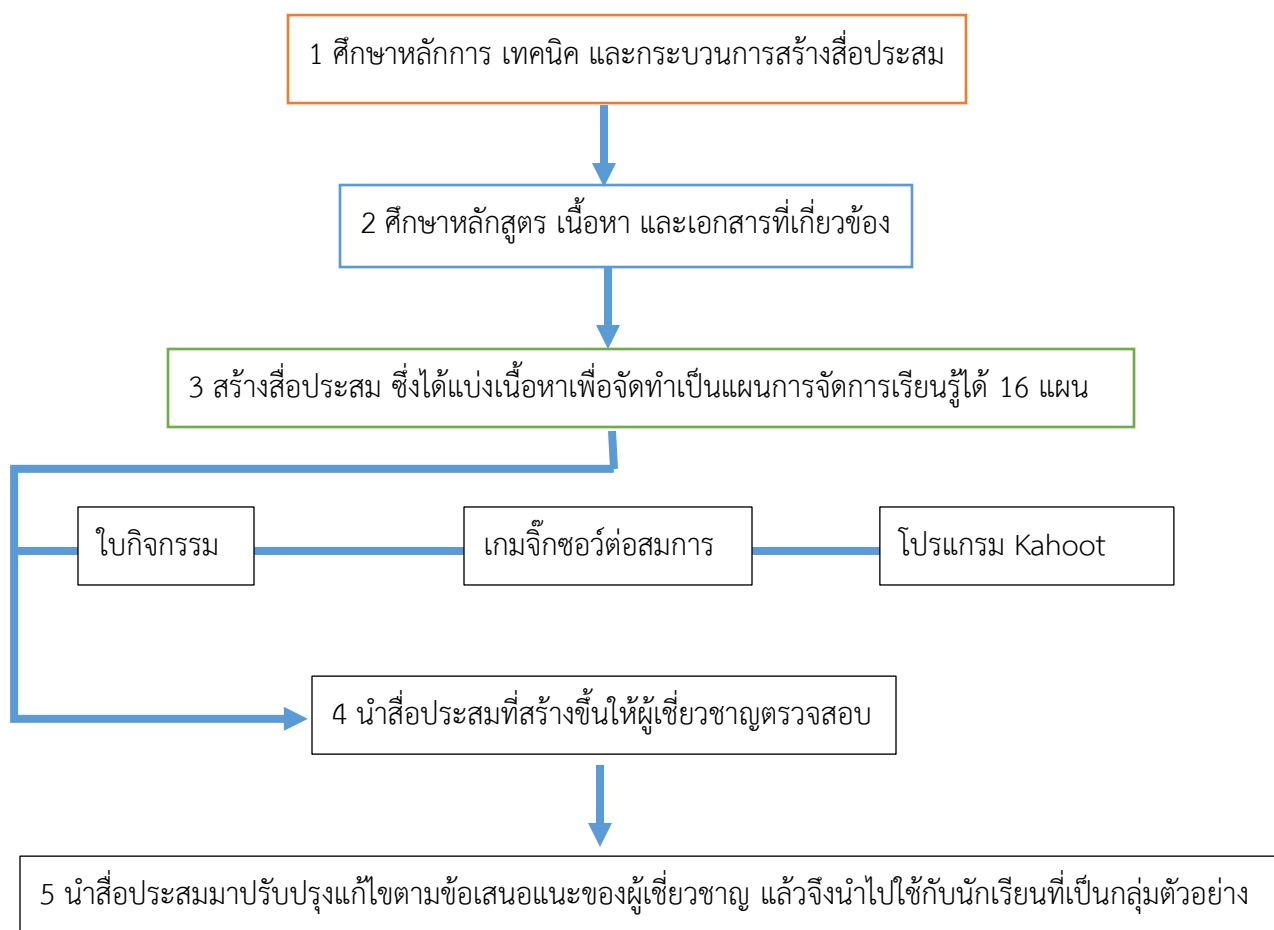 1 ศึกษาหลักการ เทคนิค และกระบวนการสร้างสื่อประสม
2 ศึกษาหลักสูตร เนื้อหา และเอกสารที่เกี่ยวข้อง
3 สร้างสื่อประสม ซึ่งได้แบ่งเนื้อหาเพื่อจัดทำเป็นแผนการจัดการเรียนรู้ได้ 16 แผน
ใบกิจกรรม
เกมจิ๊กซอว์ต่อสมการ
โปรแกรม Kahoot
4 นำสื่อประสมที่สร้างขึ้นให้ผู้เชี่ยวชาญตรวจสอบ
5 นำสื่อประสมมาปรับปรุงแก้ไขตามข้อเสนอแนะของผู้เชี่ยวชาญ แล้วจึงนำไปใช้กับนักเรียนที่เป็นกลุ่มตัวอย่าง